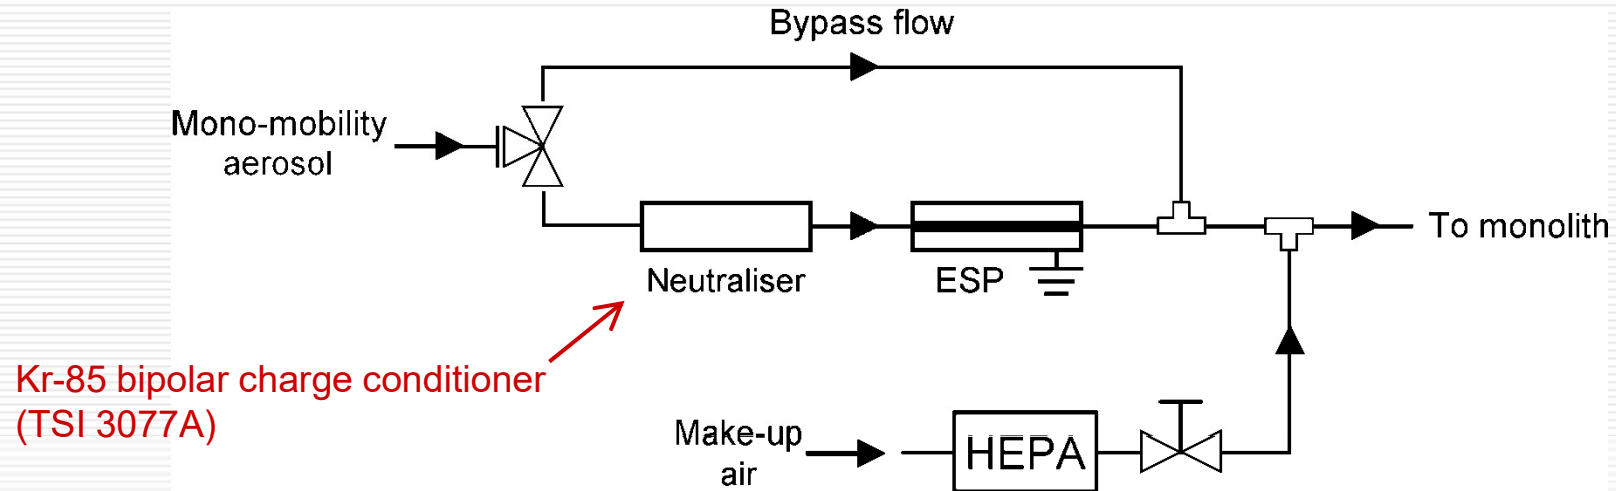 Bypass flow
Mono-mobility
aerosol
Neutraliser
ESP
To monolith
Kr-85 bipolar charge conditioner
(TSI 3077A)
Make-up
air
HEPA